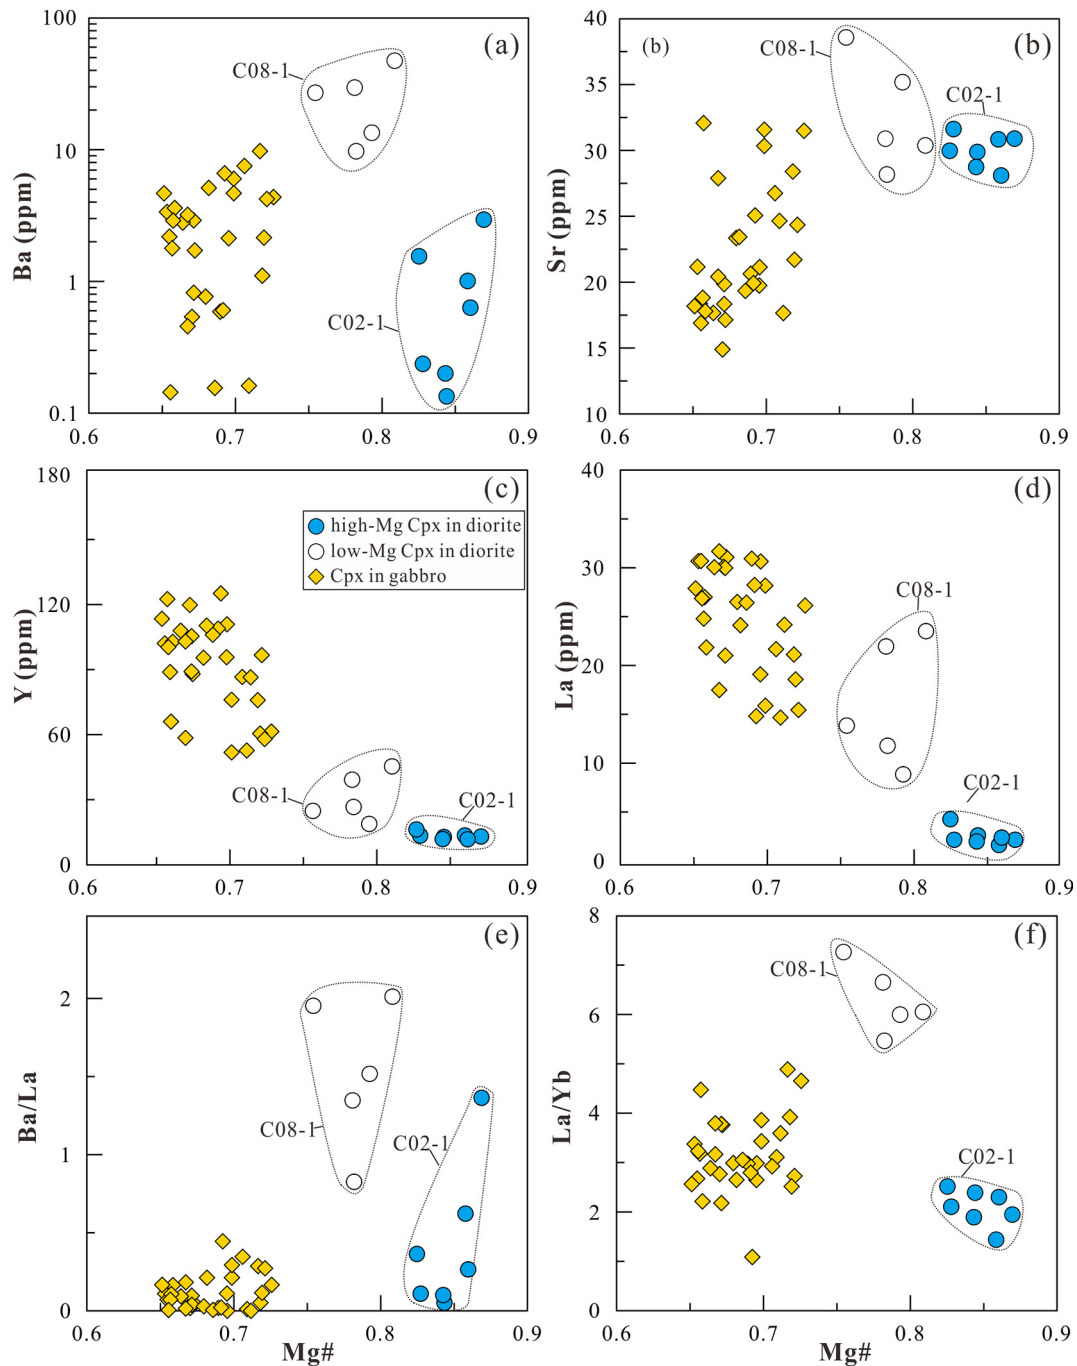 100
10
1
0.1
0.6
0.7
0.8
0.9
Ba (ppm)
(a)
C08-1
C02-1
40
35
30
25
20
15
10
0.6
0.7
0.8
0.9
Sr (ppm)
(b)
(b)
C08-1
C02-1
180
120
60
0
0.6
0.7
0.8
0.9
Y (ppm)
(c)
high-Mg Cpx in diorite
low-Mg Cpx in diorite
Cpx in gabbro
C08-1
C02-1
40
30
20
10
0
0.6
0.7
0.8
0.9
La (ppm)
(d)
C08-1
C02-1
2
1
0
0.6
0.7
0.8
0.9
Ba/La
Mg#
(e)
C08-1
C02-1
8
6
4
2
0
0.6
0.7
0.8
0.9
La/Yb
Mg#
(f)
C08-1
C02-1